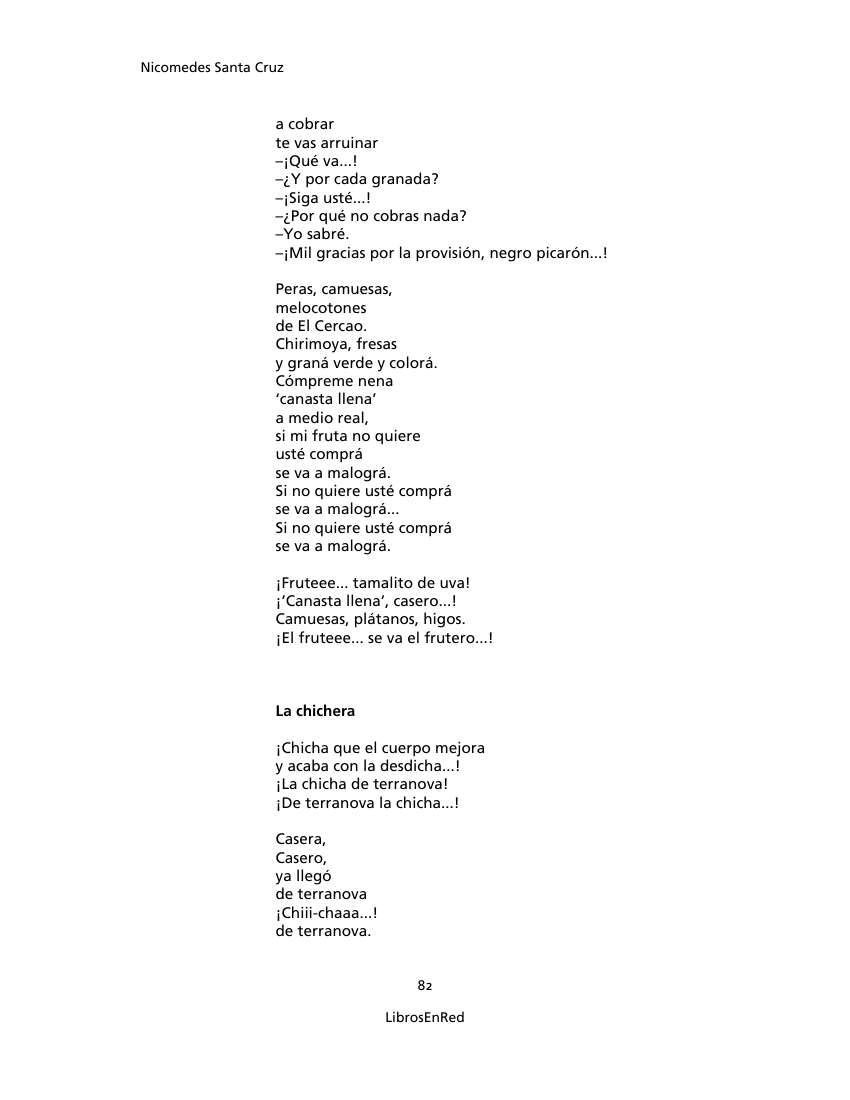 Nicomedes Santa Cruz
a cobrar
te vas arruinar
–¡Qué va...!
–¿Y por cada granada?
–¡Siga usté...!
–¿Por qué no cobras nada?
–Yo sabré.
–¡Mil gracias por la provisión, negro picarón...!
Peras, camuesas,
melocotones
de El Cercao.
Chirimoya, fresas
y graná verde y colorá.
Cómpreme nena
‘canasta llena’
a medio real,
si mi fruta no quiere
usté comprá
se va a malográ.
Si no quiere usté comprá
se va a malográ...
Si no quiere usté comprá
se va a malográ.
¡Fruteee... tamalito de uva!
¡’Canasta llena’, casero...!
Camuesas, plátanos, higos.
¡El fruteee... se va el frutero...!
La chichera
¡Chicha que el cuerpo mejora
y acaba con la desdicha...!
¡La chicha de terranova!
¡De terranova la chicha...!
Casera,
Casero,
ya llegó
de terranova
¡Chiii-chaaa...!
de terranova.
82
LibrosEnRed